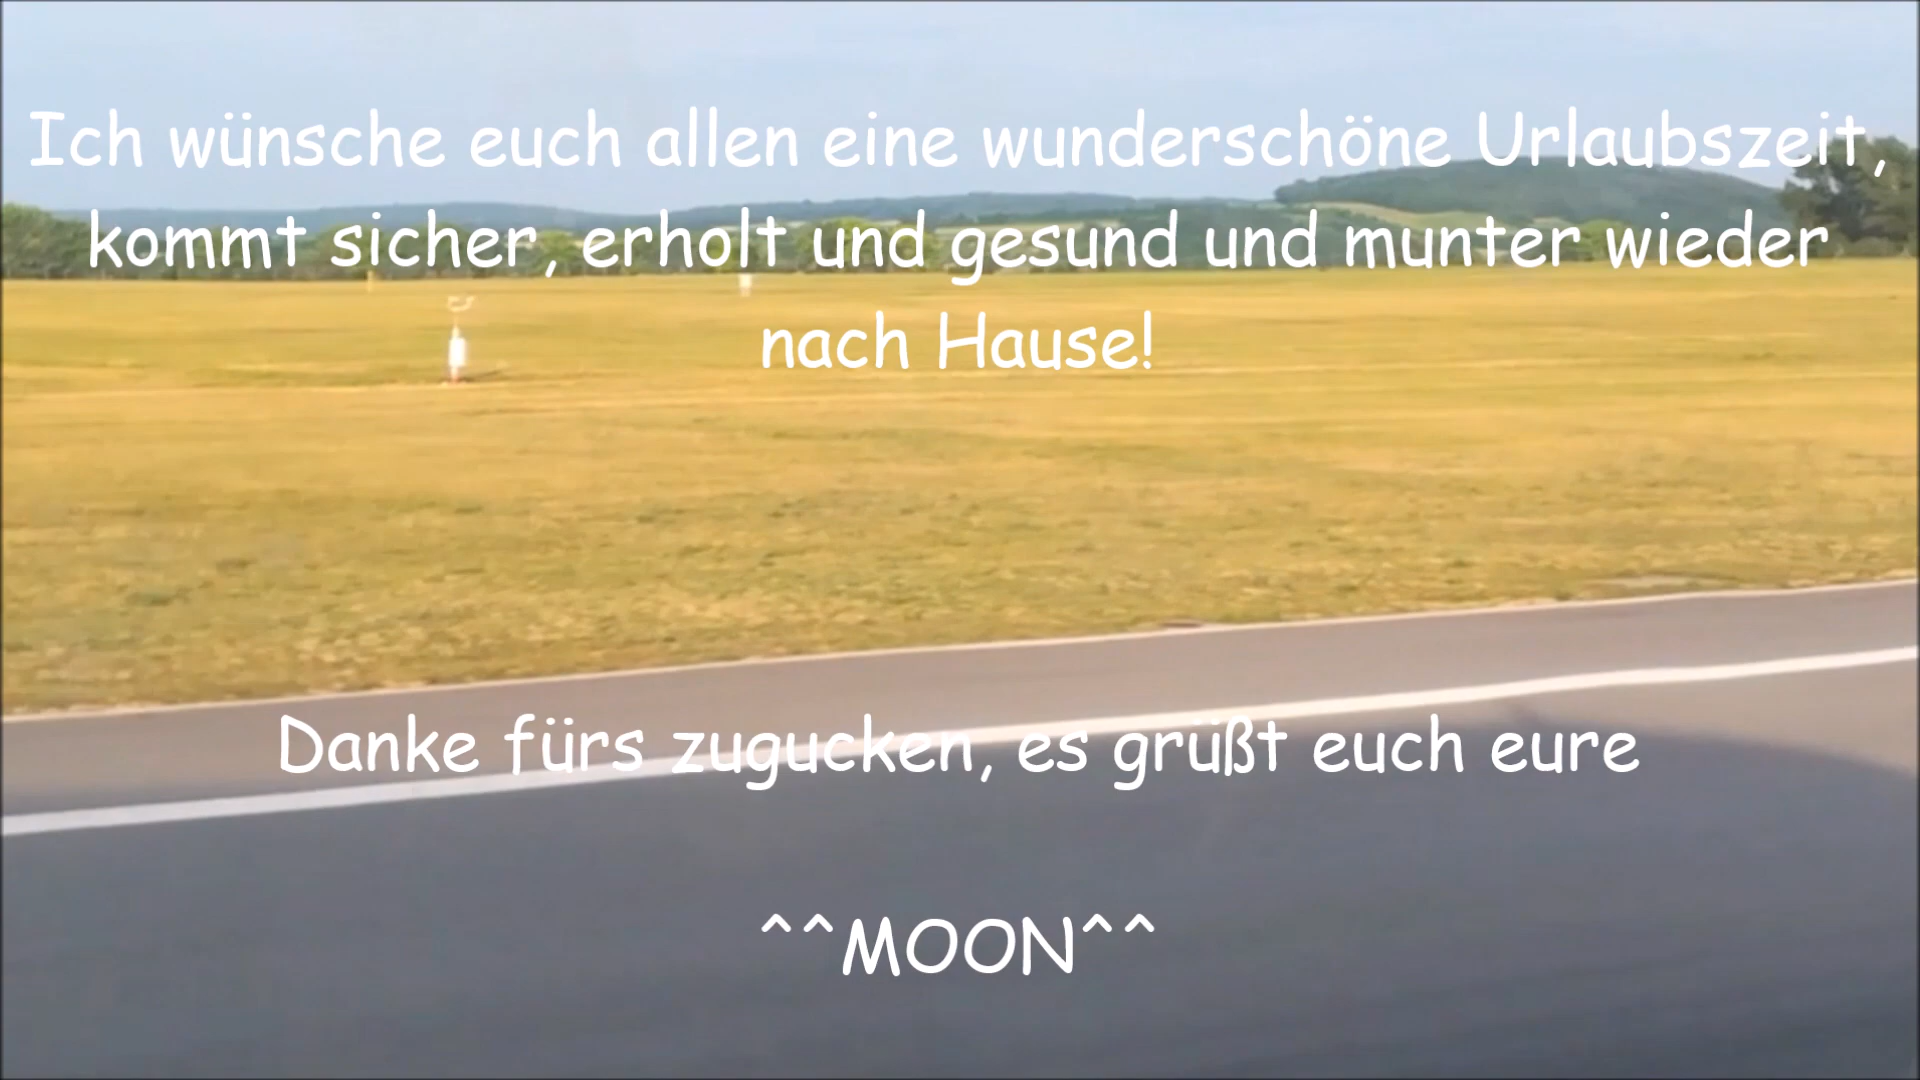 Ich wünsche euch allen eine wunderschöne Urlaubszeit,
kommt sicher, erholt und gesund und munter wieder
nach Hause!
Danke fürs zugucken, es grüßt euch eure
^^MOON^^